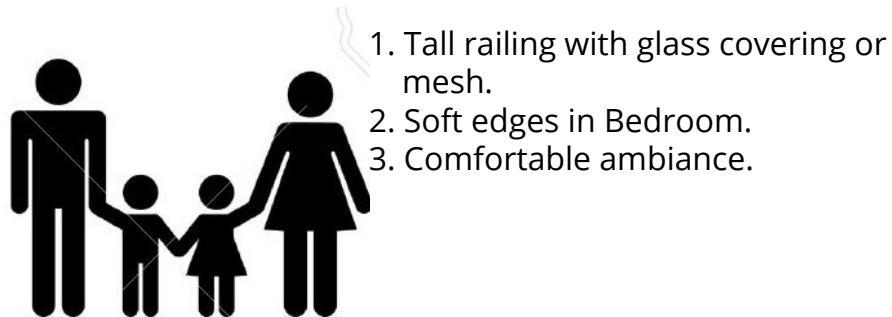 1. Tall railing with glass covering or
mesh.
2. Soft edges in Bedroom.
3. Comfortable ambiance.